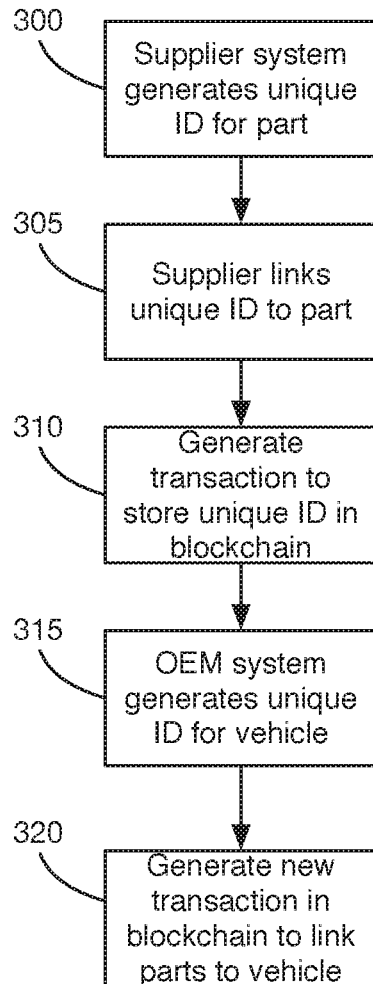 300
Supplier system
generates unique
ID for part
305
Supplier links
unique ID to part
310
Generate
transaction to
store unique ID in
blockchain
315
OEM system
generates unique
ID for vehicle
320
Generate new
transaction in
blockchain to link
parts to vehicle